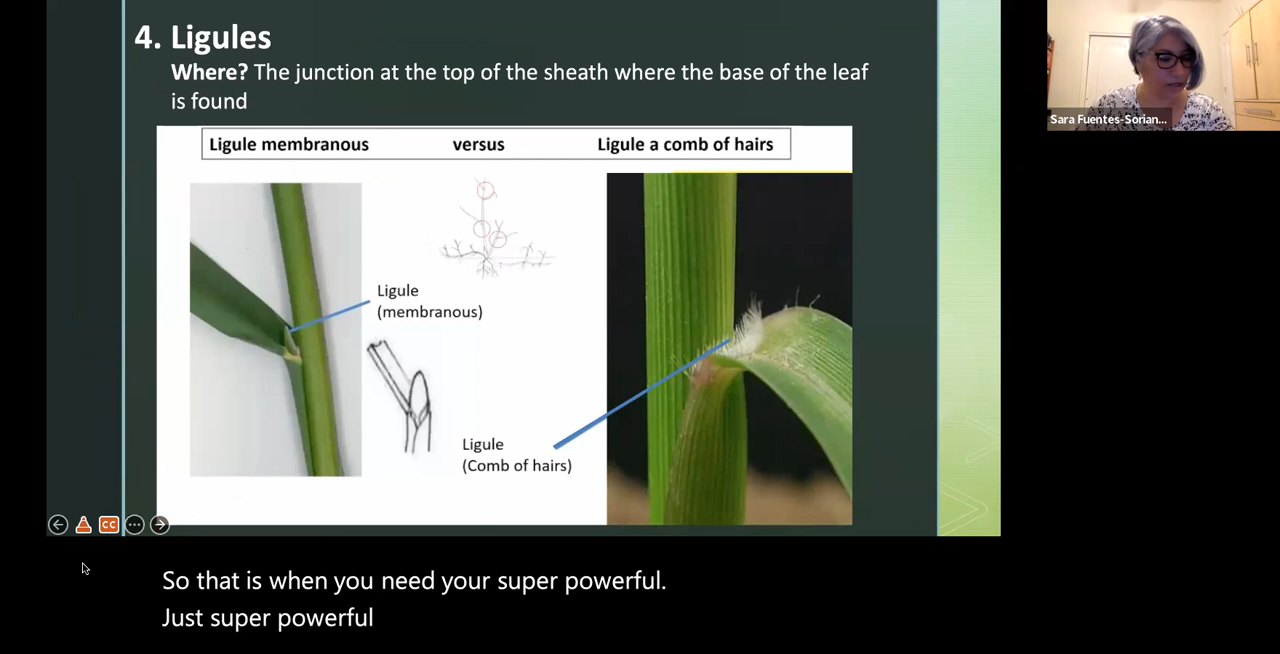 4. Ligules
Where? The junction at the top of the sheath where the base of the leaf
is found
Ligule membranous versus Ligule a comb of hairs
Ligule
(membranous)
Ligule
(Comb of hairs)
Sara Fuentes-Sorian...
CC
So that is when you need your super powerful.
Just super powerful